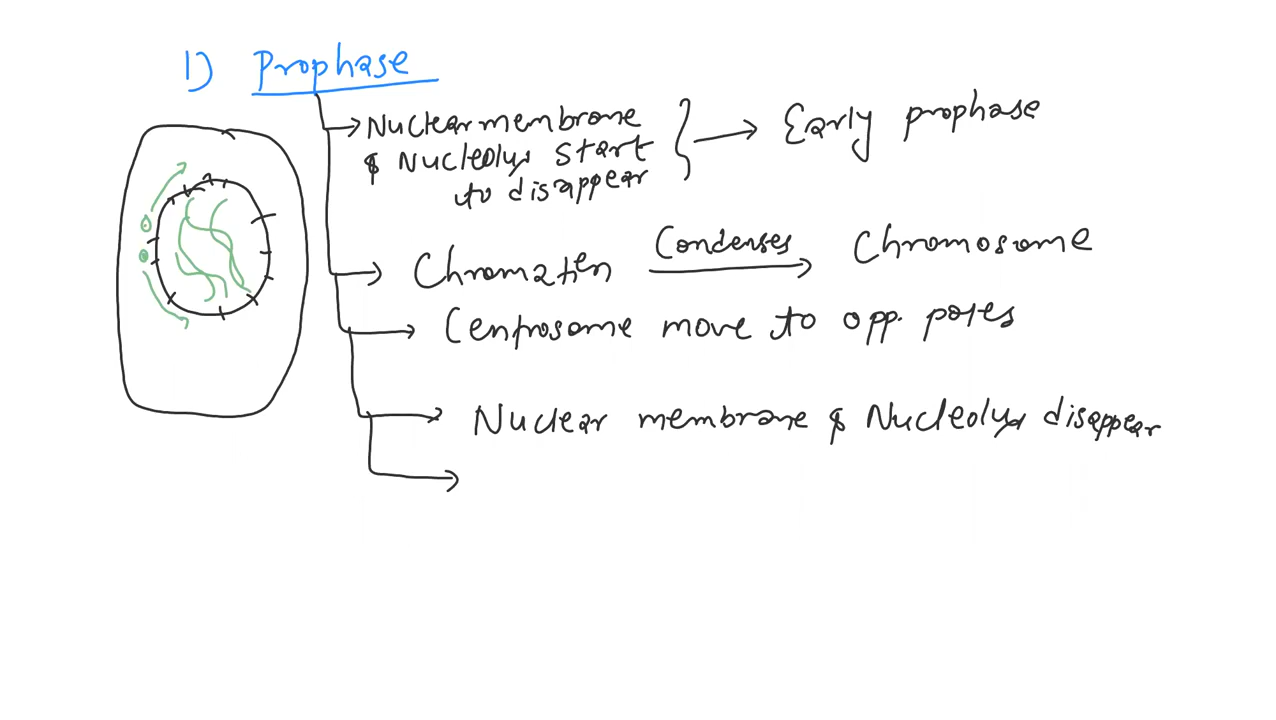 1) Prophase
Nuclear membrane
& Nucleolus start
to disappear
Early prophase
Chromatin Condenses Chromosome
Centrosome move to opp. poles
Nuclear membrane & Nucleolus disappear